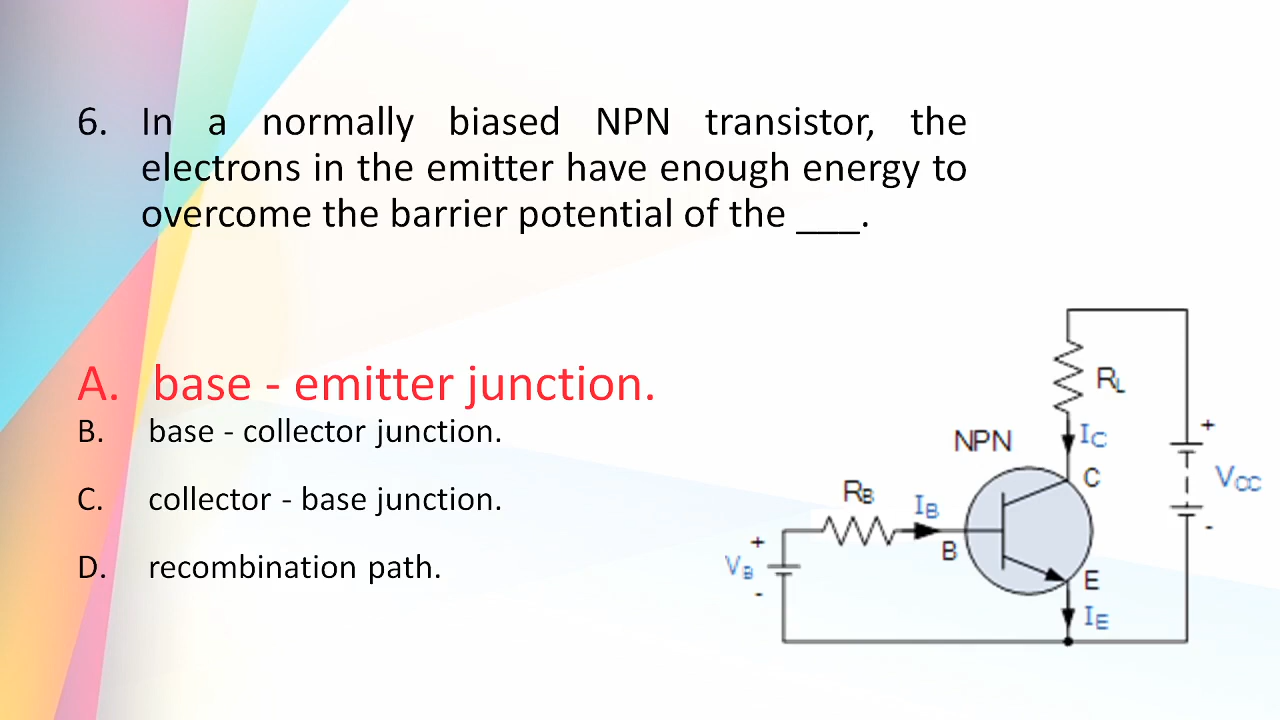 6. In a normally biased NPN transistor, the
electrons in the emitter have enough energy to
overcome the barrier potential of the ___.
A. base - emitter junction.
B. base - collector junction.
C. collector - base junction.
D. recombination path.
RL
+
NPN
IC
C
VCC
RB
IB
+
B
-
VB
E
-
IE